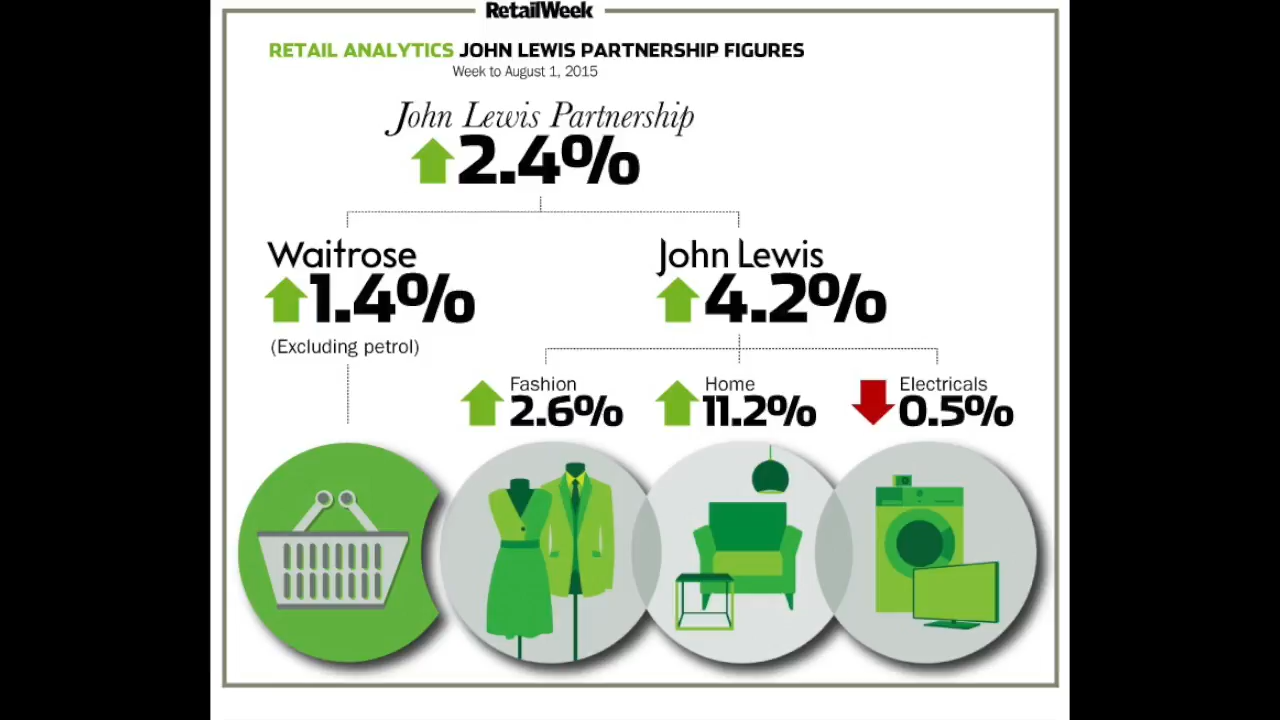 RetailWeek
RETAIL ANALYTICS JOHN LEWIS PARTNERSHIP FIGURES
Week to August 1, 2015
John Lewis Partnership
2.4%
Waitrose
1.4%
(Excluding petrol)
John Lewis
4.2%
Fashion
2.6%
Home
11.2%
Electricals
0.5%